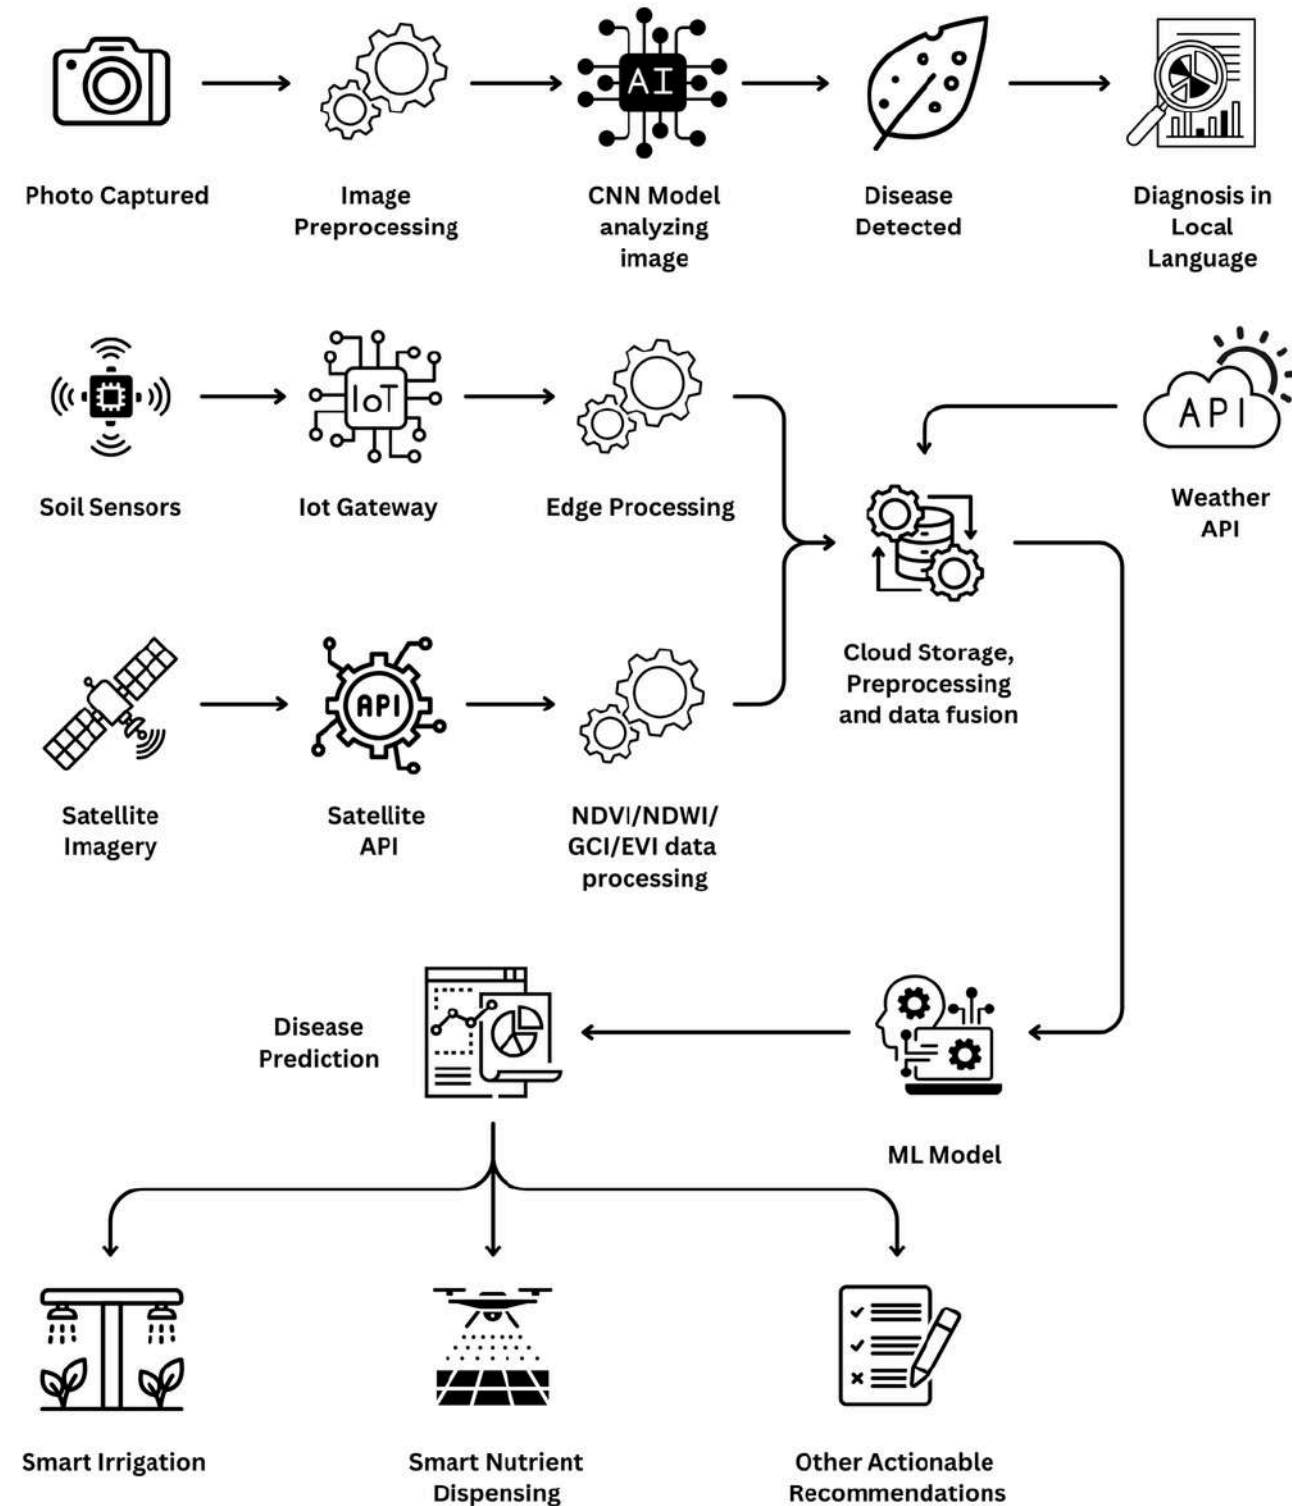 AI
Photo Captured
Image
Preprocessing
CNN Model
analyzing
image
Disease
Detected
Diagnosis in
Local
Language
IoT
API
Soil Sensors
Iot Gateway
Edge Processing
Weather
API
Cloud Storage,
Preprocessing
and data fusion
API
Satellite
Imagery
Satellite
API
NDVI/NDWI/
GCI/EVI data
processing
Disease
Prediction
ML Model
Smart Irrigation
Smart Nutrient
Dispensing
Other Actionable
Recommendations